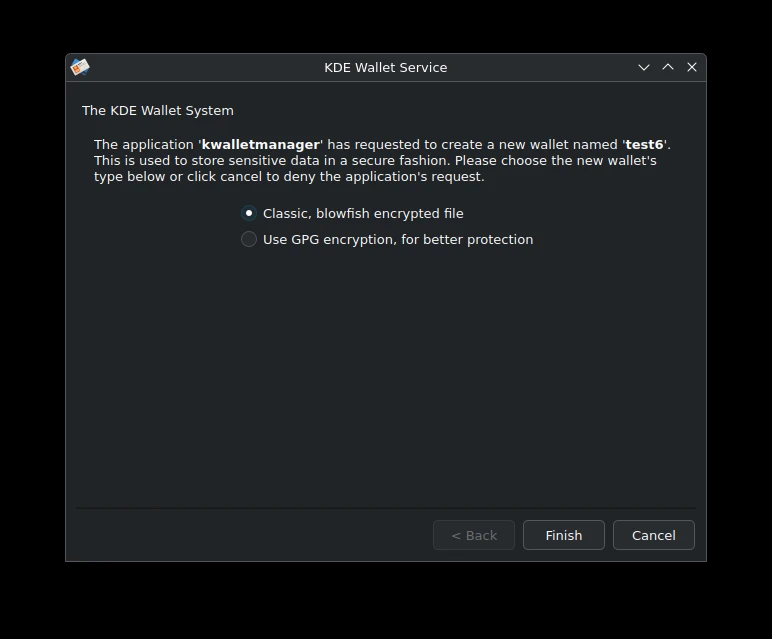 KDE Wallet Service
The KDE Wallet System
The application 'kwalletmanager' has requested to create a new wallet named 'test6'.
This is used to store sensitive data in a secure fashion. Please choose the new wallet's
type below or click cancel to deny the application's request.
Classic, blowfish encrypted file
Use GPG encryption, for better protection
< Back
Finish
Cancel